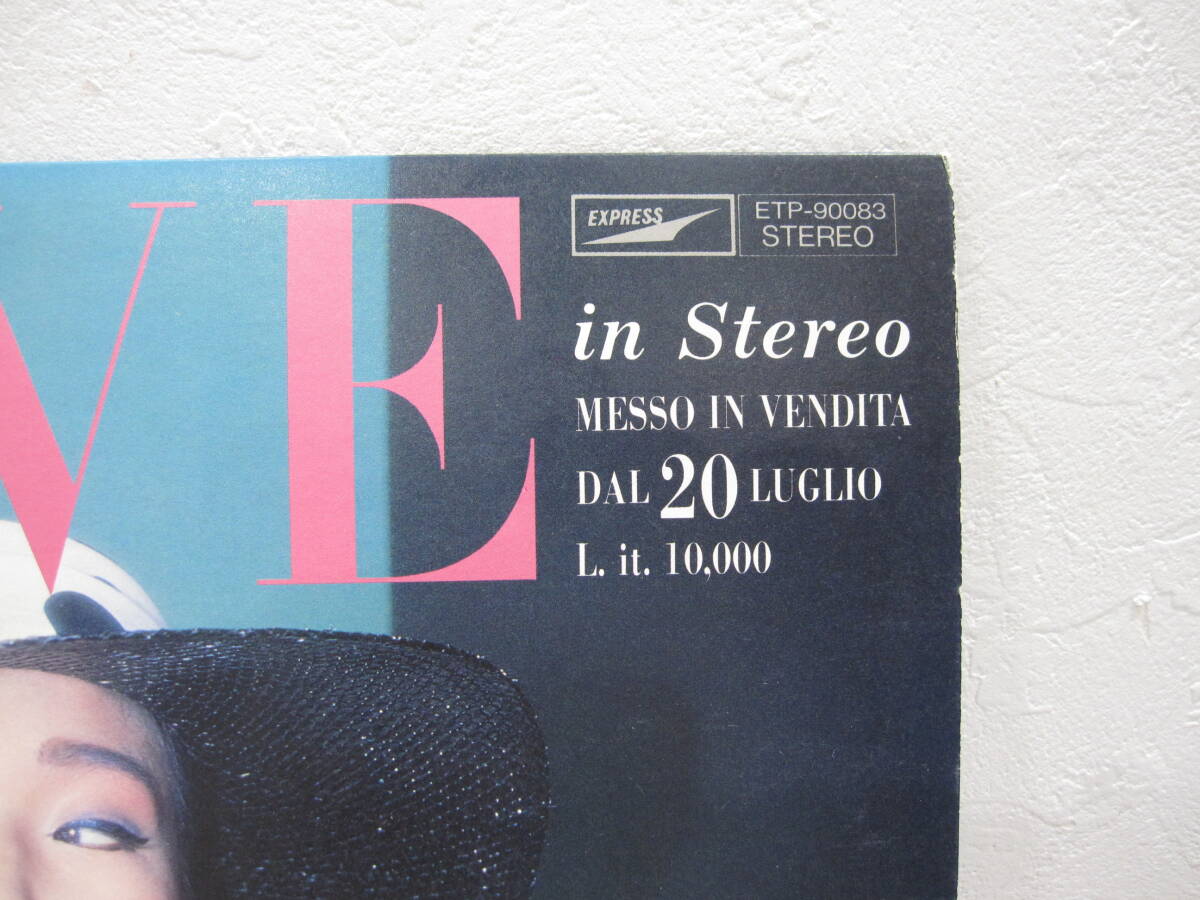 VE
EXPRESS
ETP-90083
STEREO
in Stereo
MESSO IN VENDITA
DAL 20 LUGLIO
L. it. 10,000